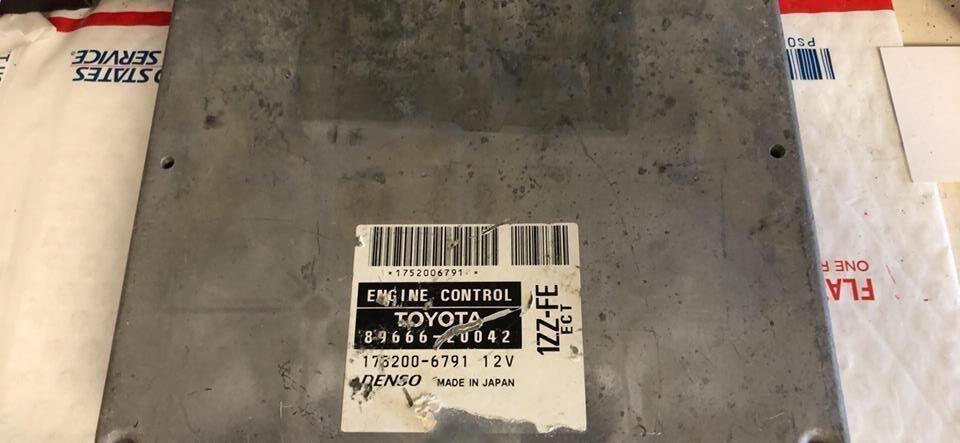 STATES
SERVICE
PS0
*1752006791*
ENGINE CONTROL
TOYOTA
89666-20042
175200-6791 12V
DENSO MADE IN JAPAN
1ZZ-FE
ECT
FLA
ONE